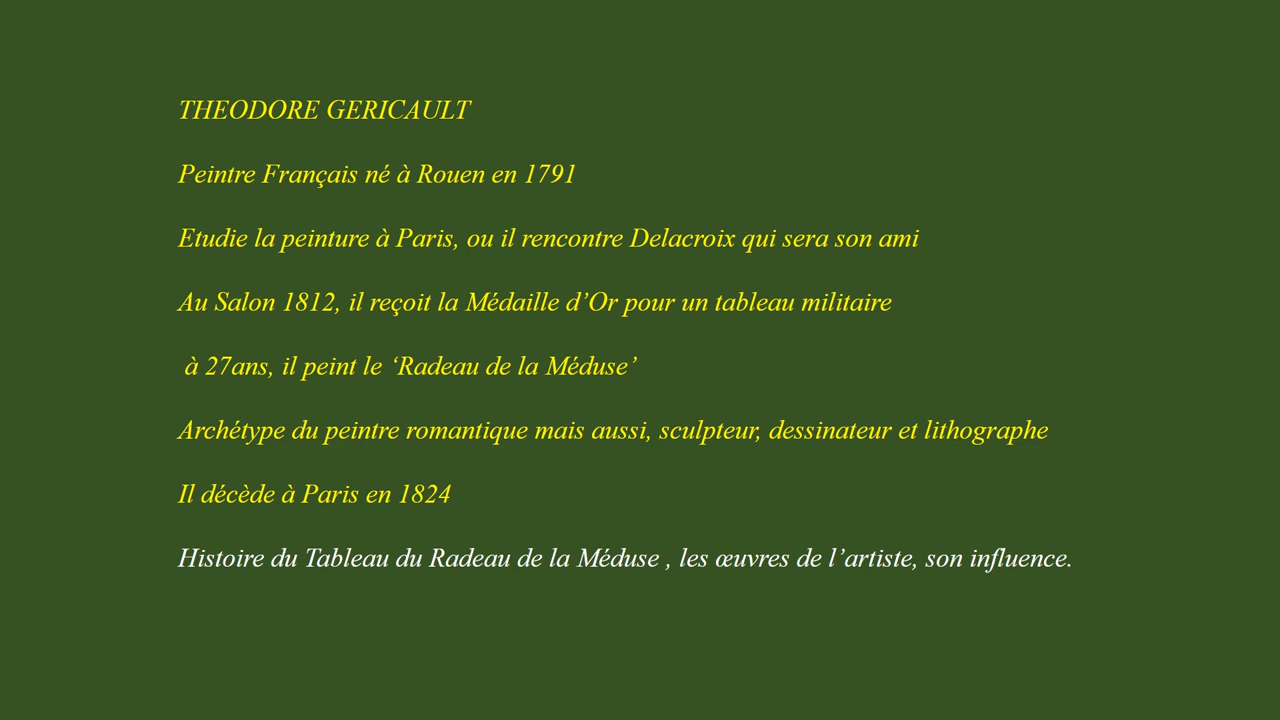 THEODORE GERICAULT
Peintre Français né à Rouen en 1791
Etudie la peinture à Paris, ou il rencontre Delacroix qui sera son ami
Au Salon 1812, il reçoit la Médaille d’Or pour un tableau militaire
à 27ans, il peint le ‘Radeau de la Méduse’
Archétype du peintre romantique mais aussi, sculpteur, dessinateur et lithographe
Il décède à Paris en 1824
Histoire du Tableau du Radeau de la Méduse , les œuvres de l’artiste, son influence.